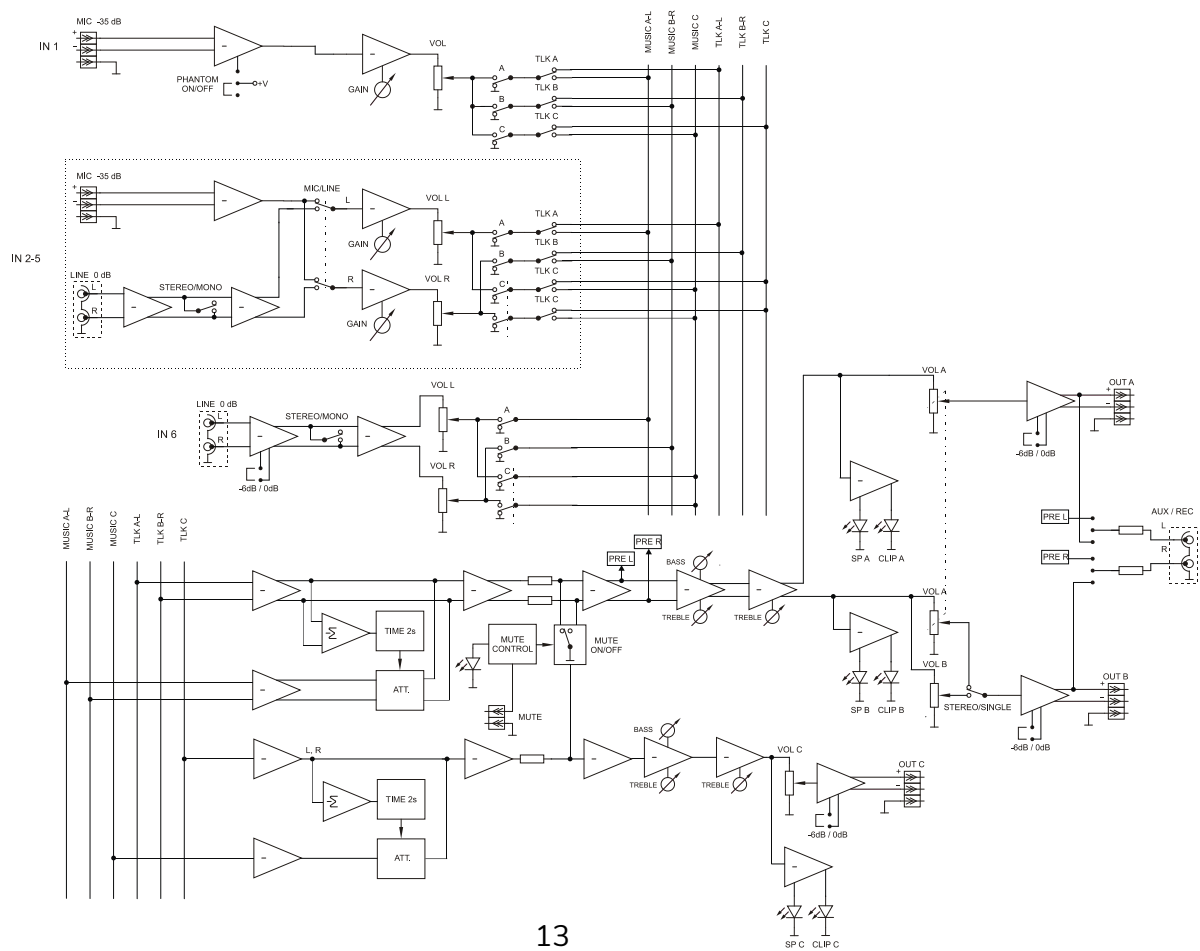 MIC -35 dB
IN 1
+
-
PHANTOM
ON/OFF
+V
GAIN
VOL
A
B
C
TLK A
TLK B
TLK C
MUSIC A-L
MUSIC B-R
MUSIC C
TLK A-L
TLK B-R
TLK C
IN 2-5
MIC -35 dB
+
-
LINE 0 dB
L
R
STEREO/MONO
MIC/LINE
L
R
GAIN
GAIN
VOL L
VOL R
A
B
C
TLK A
TLK B
TLK C
TLK C
IN 6
LINE 0 dB
L
R
STEREO/MONO
-6dB / 0dB
VOL L
VOL R
A
B
C
MUSIC A-L
MUSIC B-R
MUSIC C
TLK A-L
TLK B-R
TLK C
-Σ
TIME 2s
ATT.
MUTE
CONTROL
MUTE
ON/OFF
MUTE
PRE L
PRE R
BASS
TREBLE
TREBLE
VOL A
SP A
CLIP A
-6dB / 0dB
OUT A
+
-
PRE L
PRE R
AUX / REC
L
R
VOL A
VOL B
SP B
CLIP B
STEREO/SINGLE
-6dB / 0dB
OUT B
+
-
L, R
-Σ
TIME 2s
ATT.
BASS
TREBLE
TREBLE
VOL C
-6dB / 0dB
OUT C
+
-
SP C
CLIP C
13